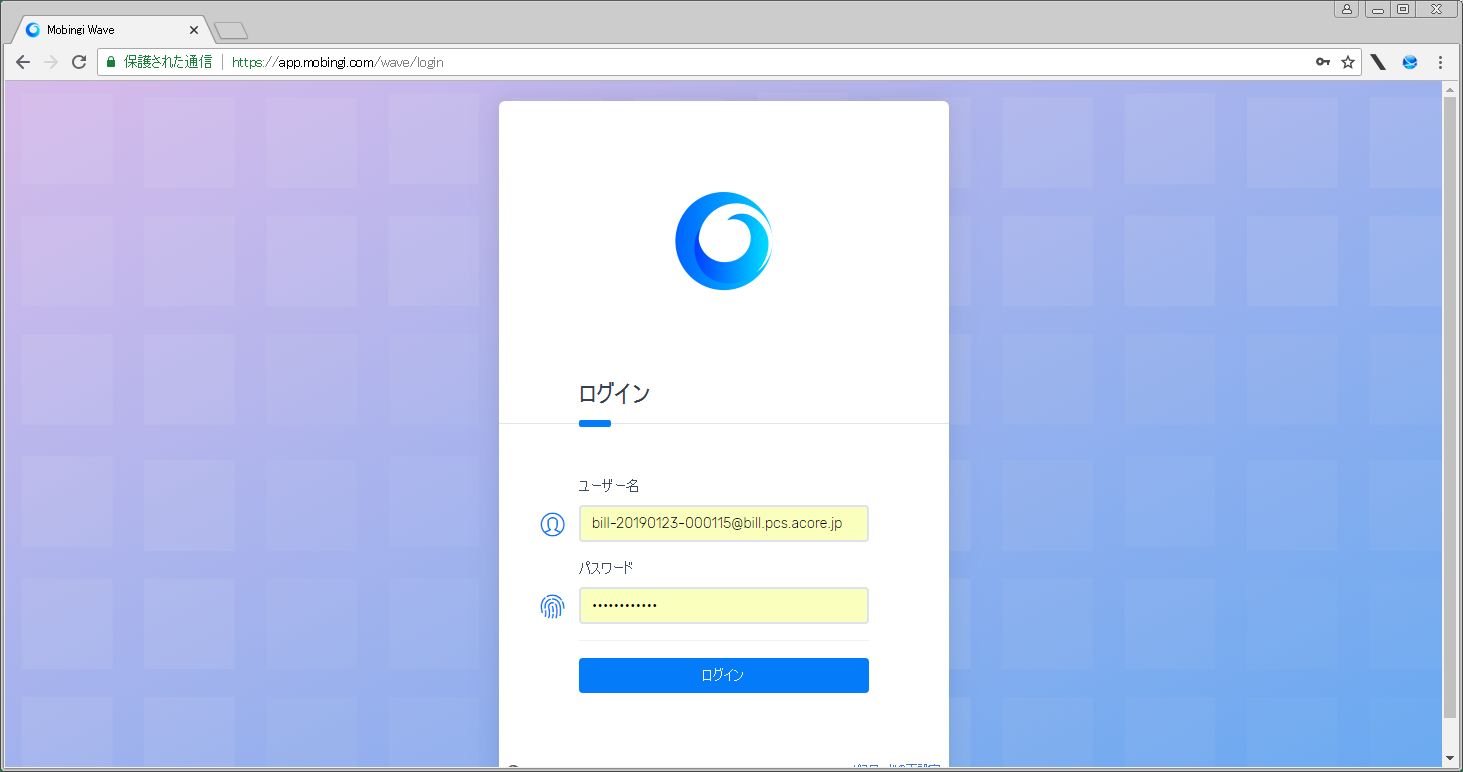 Mobingi Wave
保護された通信 https://app.mobingi.com/wave/login
ログイン
ユーザー名
bill-20190123-000115@bill.pcs.acore.jp
パスワード
••••••••••••
ログイン